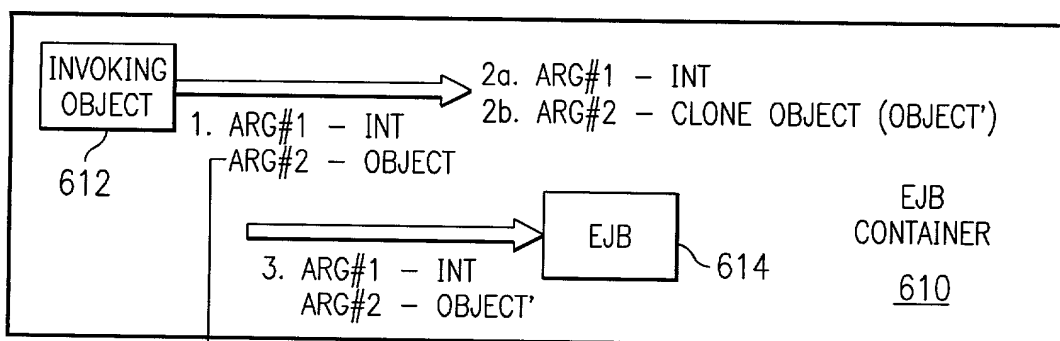 INVOKING
OBJECT
612
1. ARG#1 – INT
ARG#2 – OBJECT
2a. ARG#1 – INT
2b. ARG#2 – CLONE OBJECT (OBJECT')
3. ARG#1 – INT
ARG#2 – OBJECT'
EJB
614
EJB
CONTAINER
610